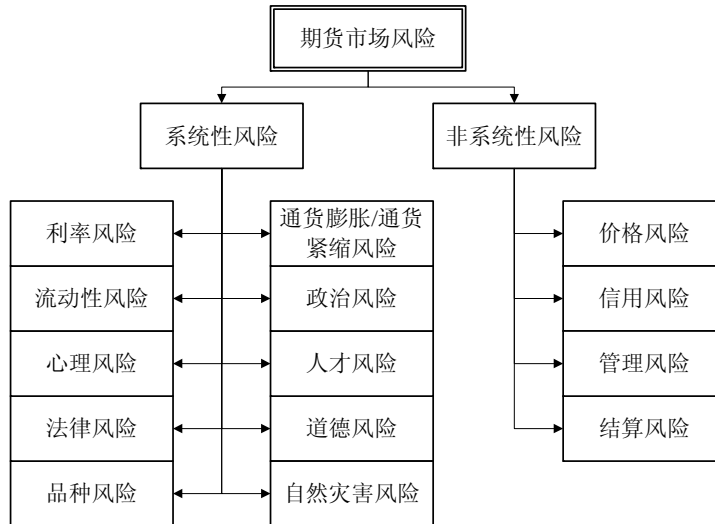 期货市场风险
系统性风险
非系统性风险
利率风险
通货膨胀/通货
紧缩风险
价格风险
流动性风险
政治风险
信用风险
心理风险
人才风险
管理风险
法律风险
道德风险
结算风险
品种风险
自然灾害风险